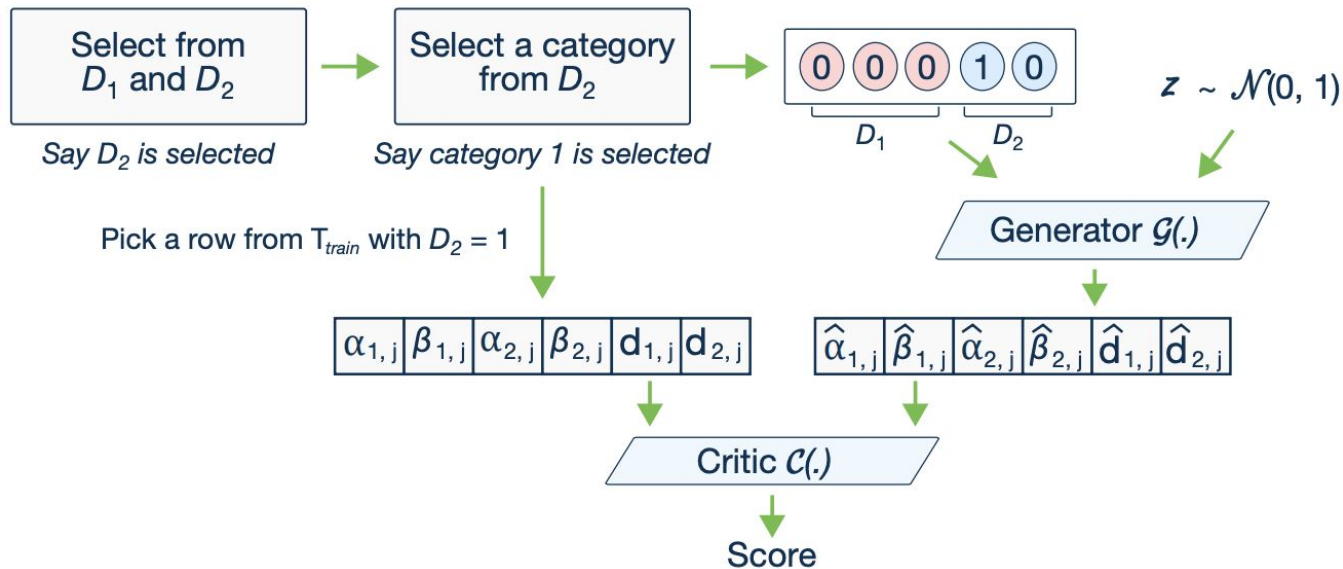 Select from
D₁ and D₂
Say D₂ is selected
Select a category
from D₂
Say category 1 is selected
0 0 0 1 0
D₁ D₂
z ~ 𝒩(0, 1)
Pick a row from T_train with D₂ = 1
Generator 𝒢(.)
α₁, j β₁, j α₂, j β₂, j d₁, j d₂, j
α̂₁, j β̂₁, j α̂₂, j β̂₂, j d̂₁, j d̂₂, j
Critic 𝒞(.)
Score